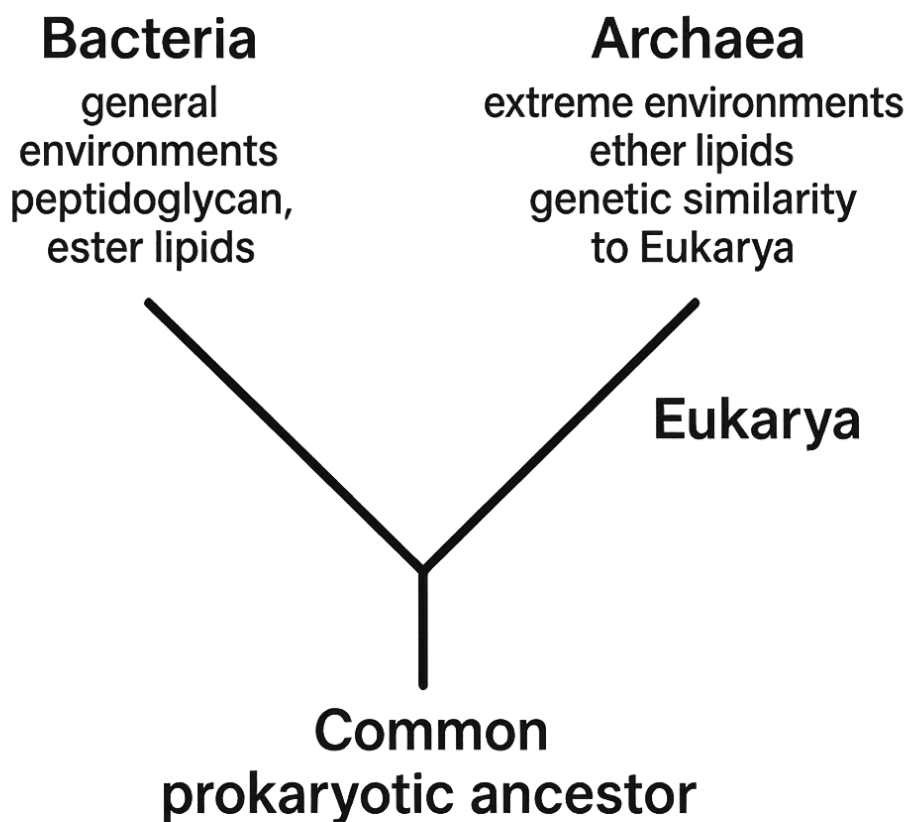 Bacteria
general
environments
peptidoglycan,
ester lipids
Archaea
extreme environments
ether lipids
genetic similarity
to Eukarya
Eukarya
Common
prokaryotic ancestor